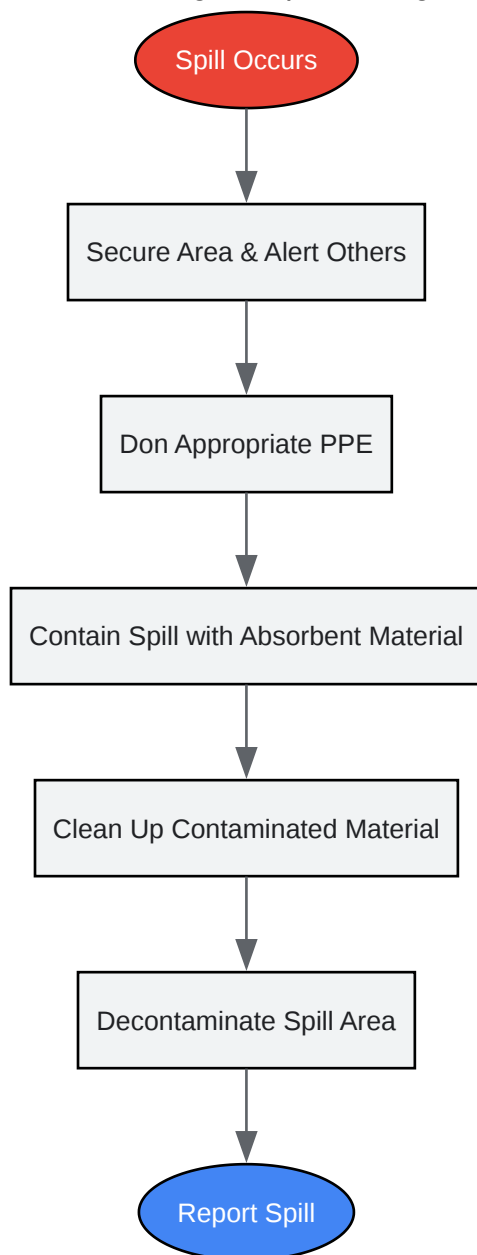 Spill Occurs
Secure Area & Alert Others
Don Appropriate PPE
Contain Spill with Absorbent Material
Clean Up Contaminated Material
Decontaminate Spill Area
Report Spill